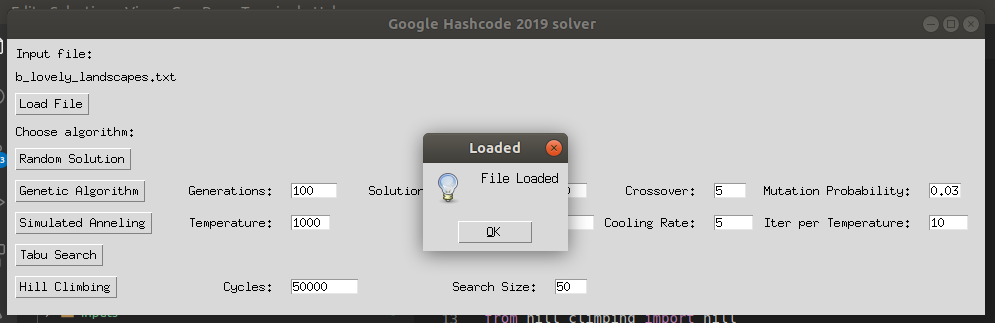 Google Hashcode 2019 solver
Input file:
b_lovely_landscapes.txt
Load File
Choose algorithm:
Random Solution
Genetic Algorithm Generations: 100 Solution Crossover: 5 Mutation Probability: 0.03
Simulated Anneling Temperature: 1000 Cooling Rate: 5 Iter per Temperature: 10
Tabu Search
Hill Climbing Cycles: 50000 Search Size: 50
Loaded
File Loaded
OK
13 from hill_climbing import hill